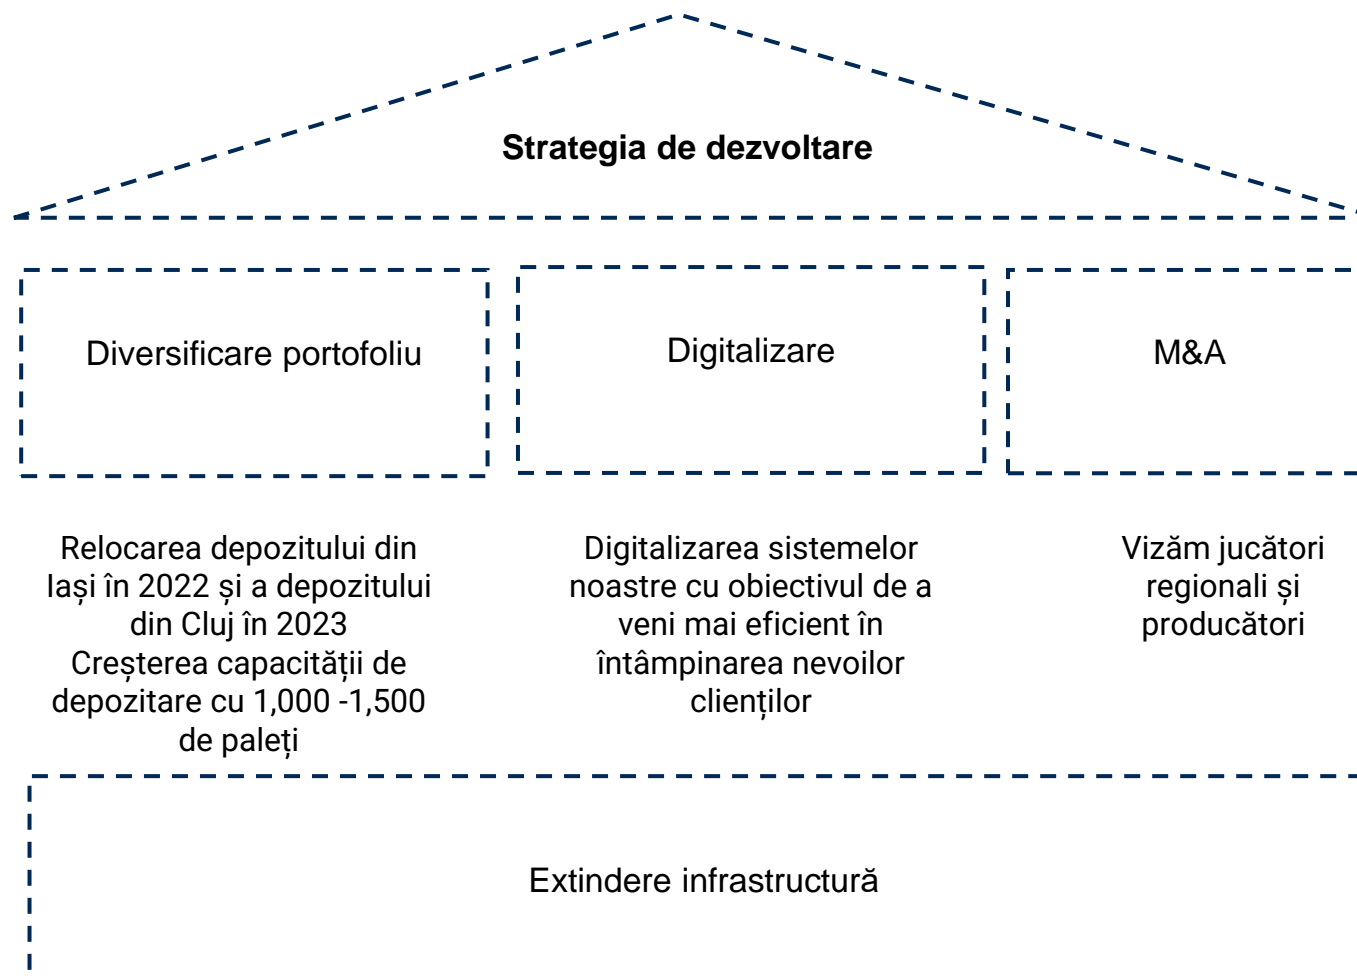 Strategia de dezvoltare
Diversificare portofoliu
Digitalizare
M&A
Relocarea depozitului din
Iași în 2022 și a depozitului
din Cluj în 2023
Creșterea capacității de
depozitare cu 1,000 -1,500
de paleți
Digitalizarea sistemelor
noastre cu obiectivul de a
veni mai eficient în
întâmpinarea nevoilor
clienților
Vizăm jucători
regionali și
producători
Extindere infrastructură